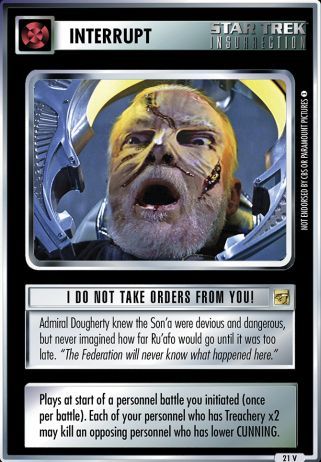 INTERRUPT
STAR TREK
INSURRECTION
NOT ENDORSED BY CBS OR PARAMOUNT PICTURES
I DO NOT TAKE ORDERS FROM YOU!
Admiral Dougherty knew the Son'a were devious and dangerous,
but never imagined how far Ru'afo would go until it was too
late. "The Federation will never know what happened here."
Plays at start of a personnel battle you initiated (once
per battle). Each of your personnel who has Treachery x2
may kill an opposing personnel who has lower CUNNING.
21 V